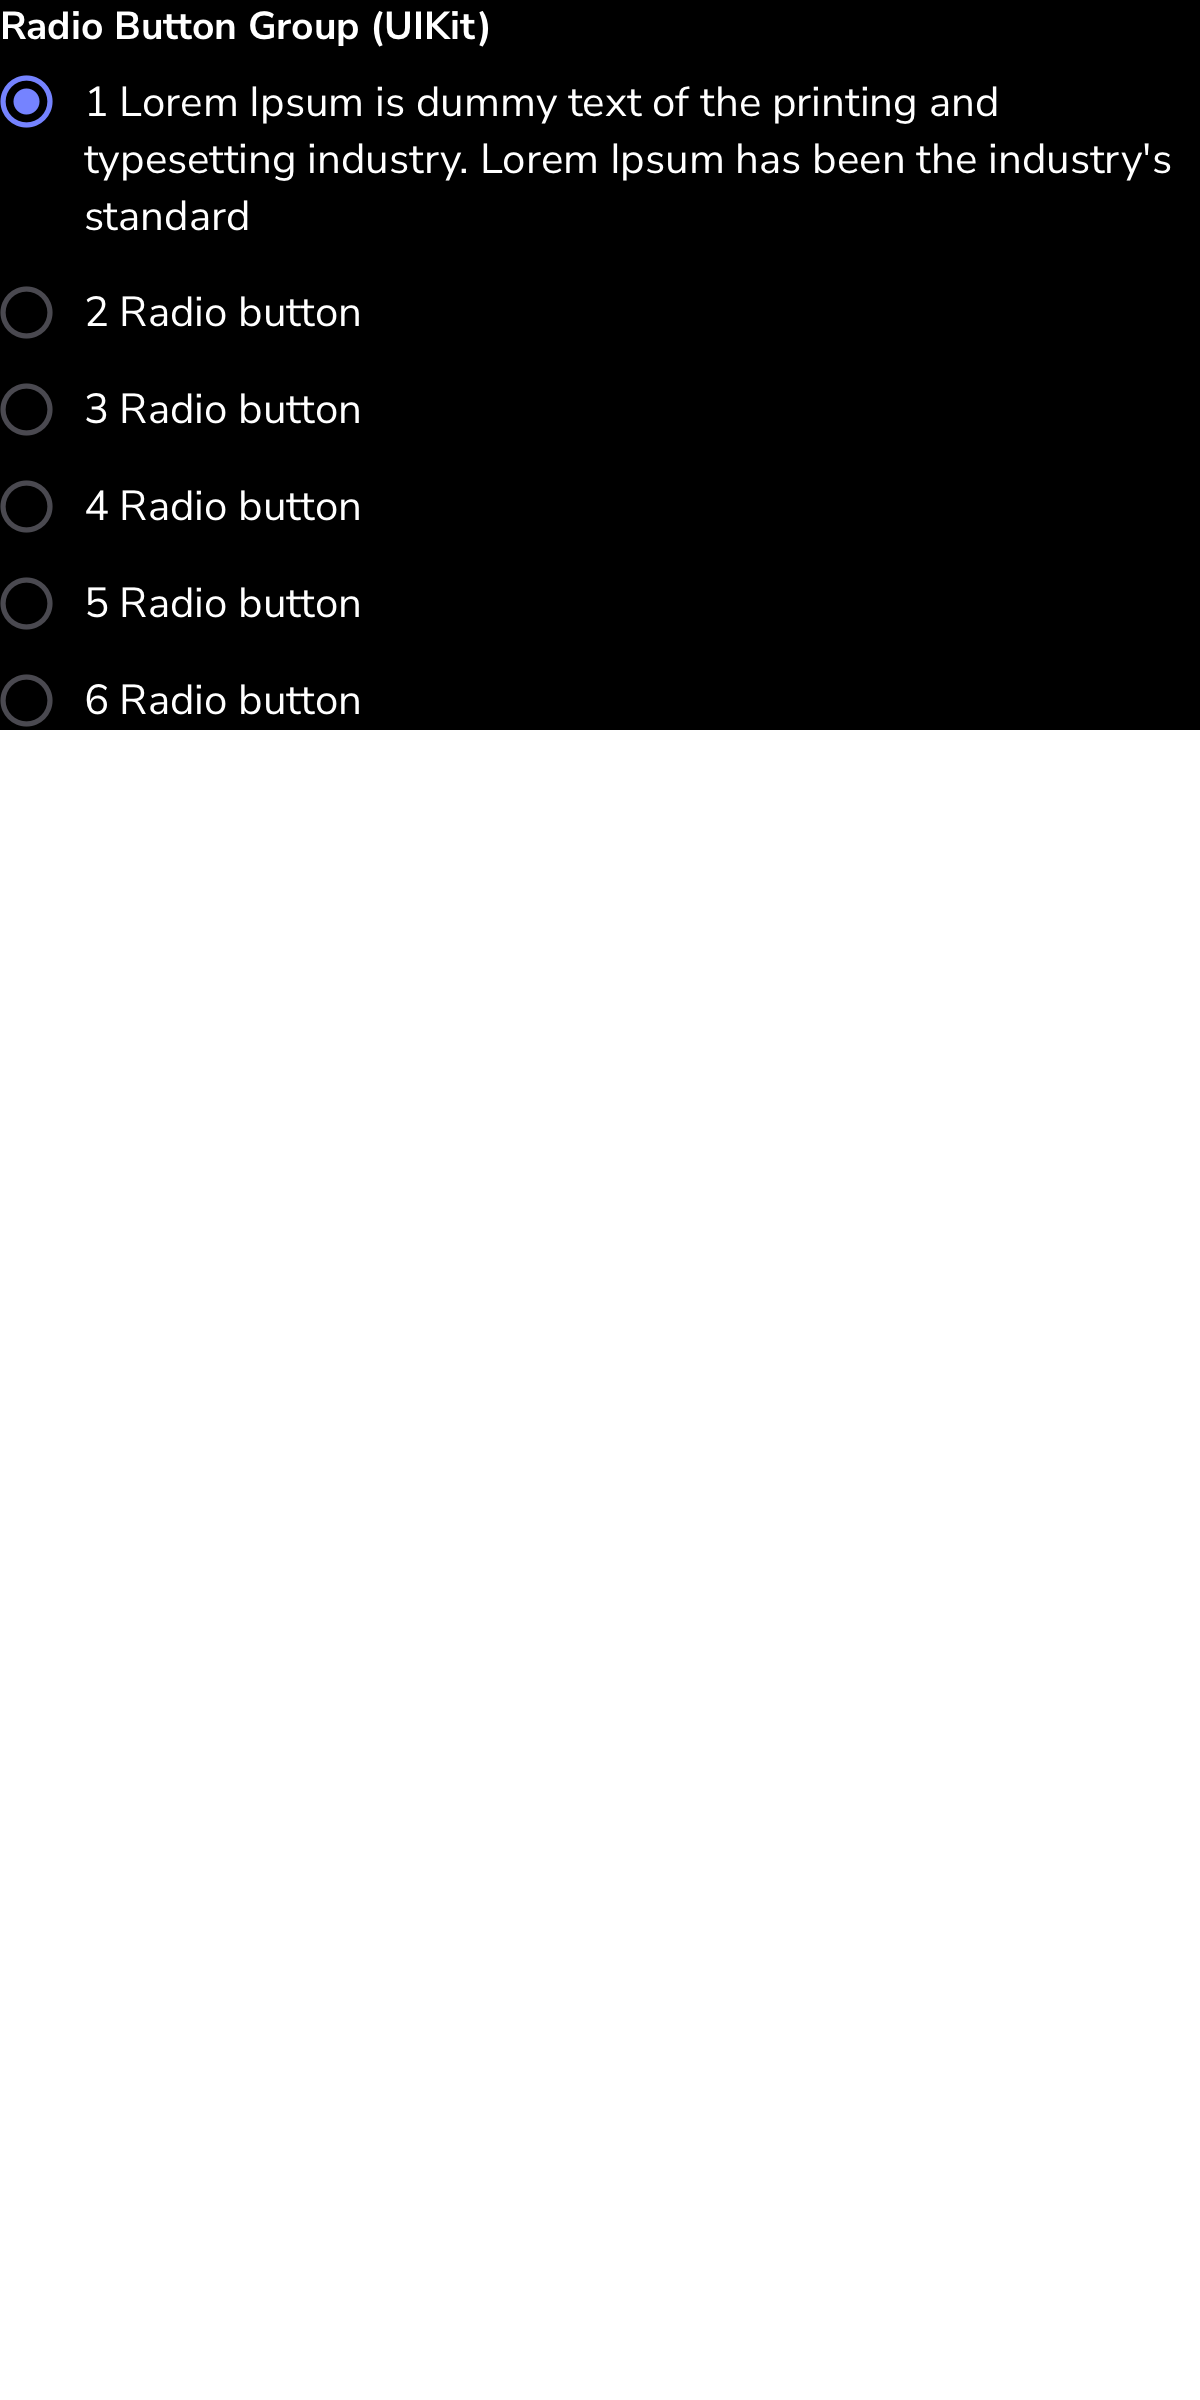 Radio Button Group (UIKit)
1 Lorem Ipsum is dummy text of the printing and
typesetting industry. Lorem Ipsum has been the industry's
standard
2 Radio button
3 Radio button
4 Radio button
5 Radio button
6 Radio button